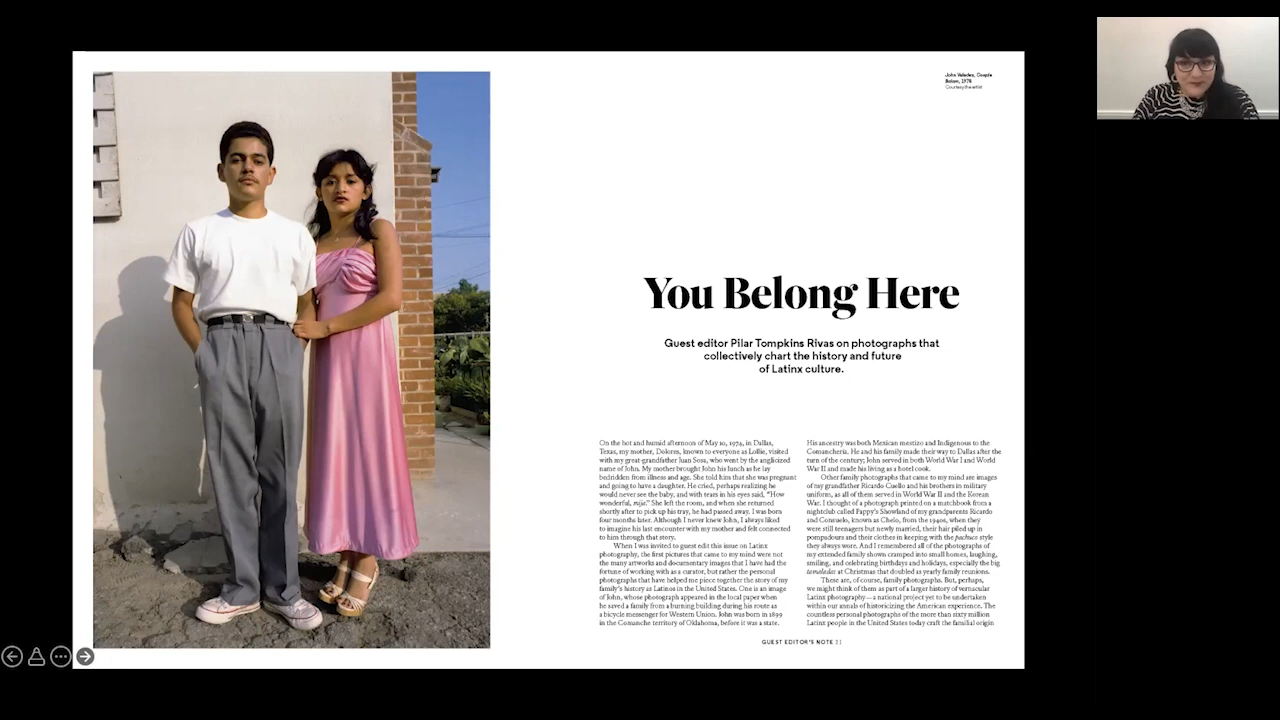 John Valadez, Couple
Balam, 1978
Courtesy the artist
You Belong Here
Guest editor Pilar Tompkins Rivas on photographs that
collectively chart the history and future
of Latinx culture.
On the hot and humid afternoon of May 10, 1974, in Dallas,
Texas, my mother, Dolores, known to everyone as Lollie, visited
with my great-grandfather Juan Sosa, who went by the anglicized
name of John. My mother brought John his lunch as he lay
bedridden from illness and age. She told him that she was pregnant
and going to have a daughter. He cried, perhaps realizing he
would never see the baby, and with tears in his eyes said, “How
wonderful, mija.” She left the room, and when she returned
shortly after to pick up his tray, he had passed away. I was born
four months later. Although I never knew John, I always liked
to imagine his last encounter with my mother and felt connected
to him through that story.
When I was invited to guest edit this issue on Latinx
photography, the first pictures that came to my mind were not
the many artworks and documentary images that I have had the
fortune of working with as a curator, but rather the personal
photographs that have helped me piece together the story of my
family’s history as Latinos in the United States. One is an image
of John, whose photograph appeared in the local paper when
he saved a family from a burning building during his route as
a bicycle messenger for Western Union. John was born in 1899
in the Comanche territory of Oklahoma, before it was a state.
His ancestry was both Mexican mestizo and Indigenous to the
Comancheria. He and his family made their way to Dallas after the
turn of the century; John served in both World War I and World
War II and made his living as a hotel cook.
Other family photographs that came to my mind are images
of my grandfather Ricardo Cuello and his brothers in military
uniform, as all of them served in World War II and the Korean
War. I thought of a photograph printed on a matchbook from a
nightclub called Pappy’s Showland of my grandparents Ricardo
and Consuelo, known as Chelo, from the 1940s, when they
were still teenagers but newly married, their hair piled up in
pompadours and their clothes in keeping with the pachuco style
they always wore. And I remembered all of the photographs of
my extended family shown cramped into small homes, laughing,
smiling, and celebrating birthdays and holidays, especially the big
tamaladas at Christmas that doubled as yearly family reunions.
These are, of course, family photographs. But, perhaps,
we might think of them as part of a larger history of vernacular
Latinx photography—a national project yet to be undertaken
within our annals of historicizing the American experience. The
countless personal photographs of the more than sixty million
Latinx people in the United States today craft the familial origin
GUEST EDITOR’S NOTE 21